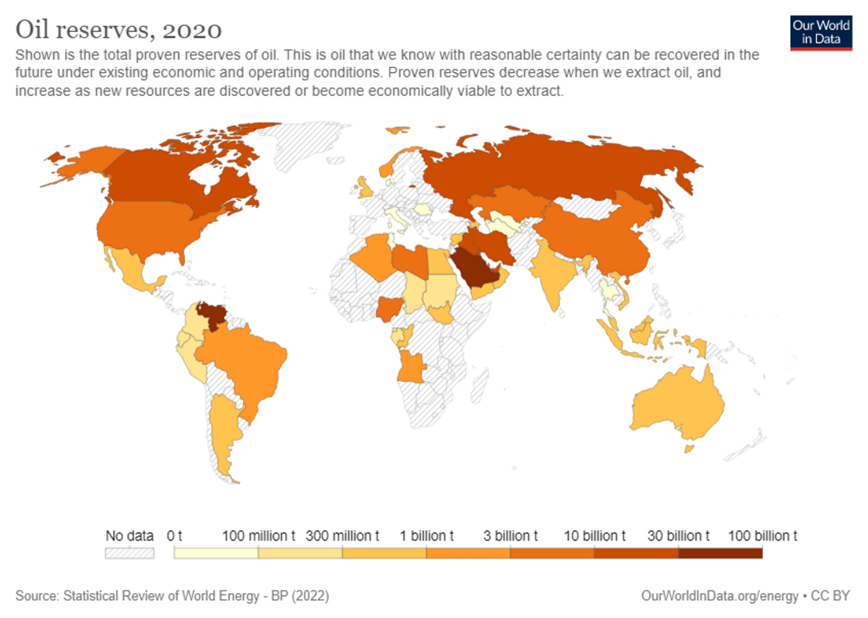 Oil reserves, 2020
Our World
in Data
Shown is the total proven reserves of oil. This is oil that we know with reasonable certainty can be recovered in the
future under existing economic and operating conditions. Proven reserves decrease when we extract oil, and
increase as new resources are discovered or become economically viable to extract.
No data
0 t
100 million t
300 million t
1 billion t
3 billion t
10 billion t
30 billion t
100 billion t
Source: Statistical Review of World Energy - BP (2022)
OurWorldInData.org/energy • CC BY